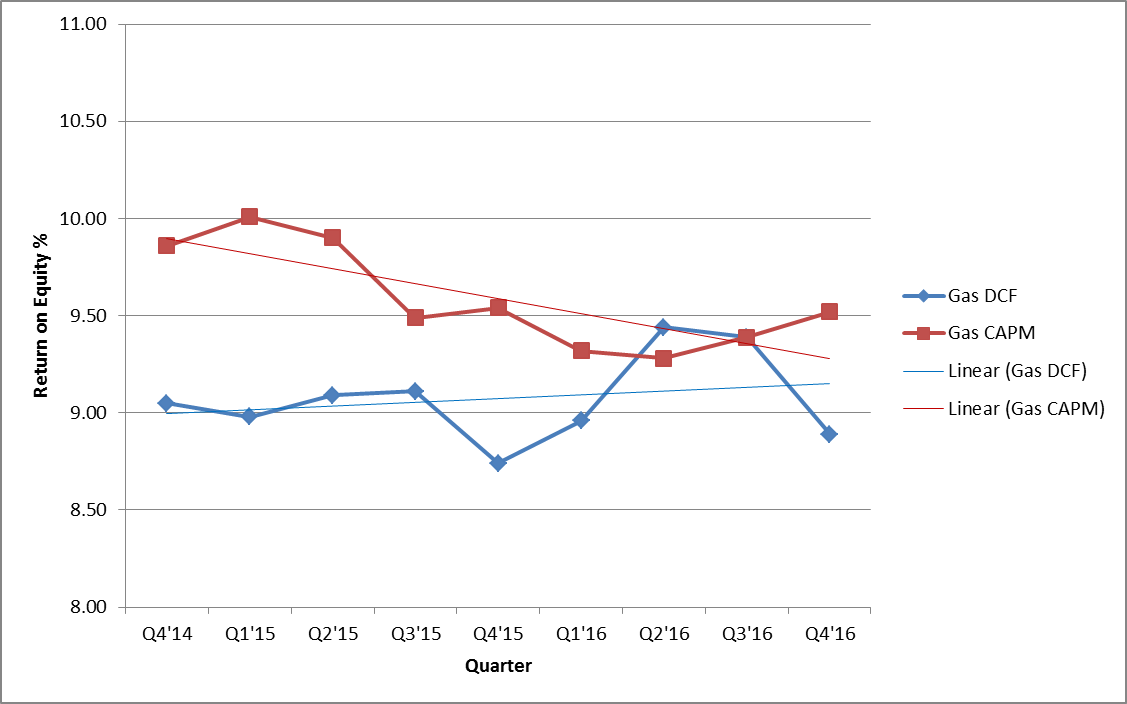 11.00
10.50
10.00
9.50
9.00
8.50
8.00
Return on Equity %
Q4'14 Q1'15 Q2'15 Q3'15 Q4'15 Q1'16 Q2'16 Q3'16 Q4'16
Quarter
Gas DCF
Gas CAPM
Linear (Gas DCF)
Linear (Gas CAPM)